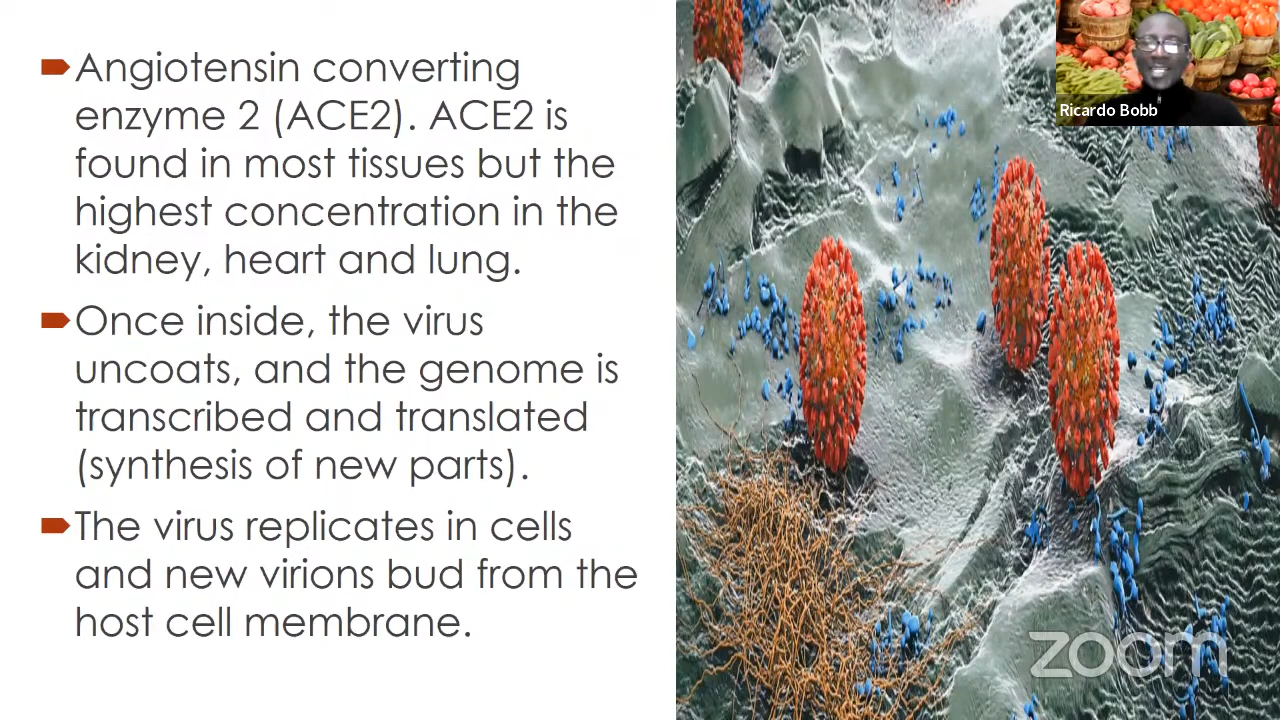 Angiotensin converting
enzyme 2 (ACE2). ACE2 is
found in most tissues but the
highest concentration in the
kidney, heart and lung.
Once inside, the virus
uncoats, and the genome is
transcribed and translated
(synthesis of new parts).
The virus replicates in cells
and new virions bud from the
host cell membrane.
Ricardo Bobb
zoom